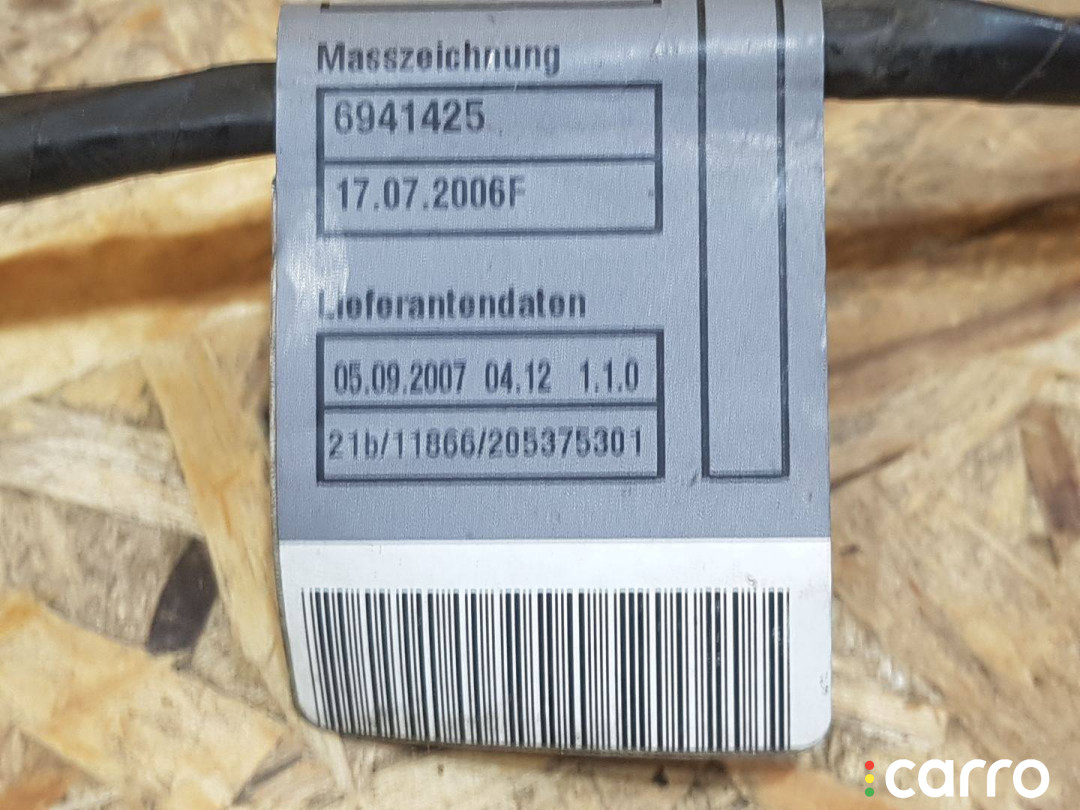 Masszeichnung
6941425
17.07.2006F
Lieferantendaten
05.09.2007 04.12 1.1.0
21b/11866/205375301
carro